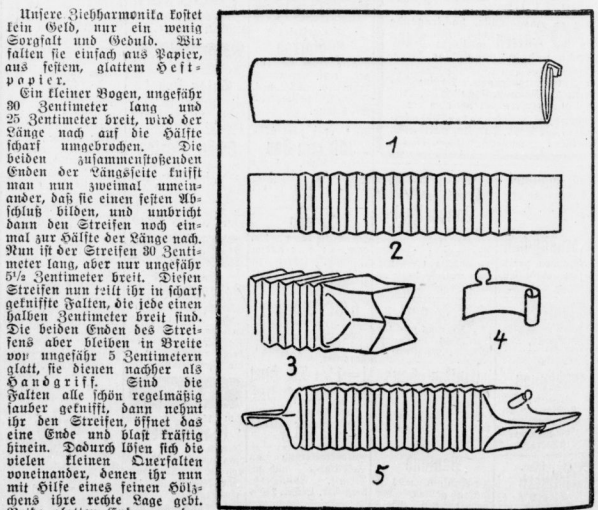 Unsere Ziehharmonika kostet
kein Geld, nur ein wenig
Sorgfalt und Geduld. Wir
falten sie einfach aus Papier,
aus festem, glattem Heft-
papier.
Ein kleiner Bogen, ungefähr
30 Zentimeter lang und
25 Zentimeter breit, wird der
Länge nach auf die Hälfte
scharf umgebrochen. Die
beiden zusammenstoßenden
Enden der Längsseite knifft
man nun zweimal umein-
ander, daß sie einen festen Ab-
schluß bilden, und umbricht
dann den Streifen noch ein-
mal zur Hälfte der Länge nach.
Nun ist der Streifen 30 Zenti-
meter lang, aber nur ungefähr
5½ Zentimeter breit. Diesen
Streifen nun teilt ihr in scharf
gekniffte Falten, die jede einen
halben Zentimeter breit sind.
Die beiden Enden des Strei-
fens aber bleiben in Breite
von ungefähr 5 Zentimetern
glatt, sie dienen nachher als
Handgriff. Sind die
Falten alle schön regelmäßig
sauber geknifft, dann nehmt
ihr den Streifen, öffnet das
eine Ende und blast kräftig
hinein. Dadurch lösen sich die
vielen kleinen Querfalten
voneinander, denen ihr nun
mit Hilfe eines feinen Hölz-
chens ihre rechte Lage gebt.
1
2
3
4
5